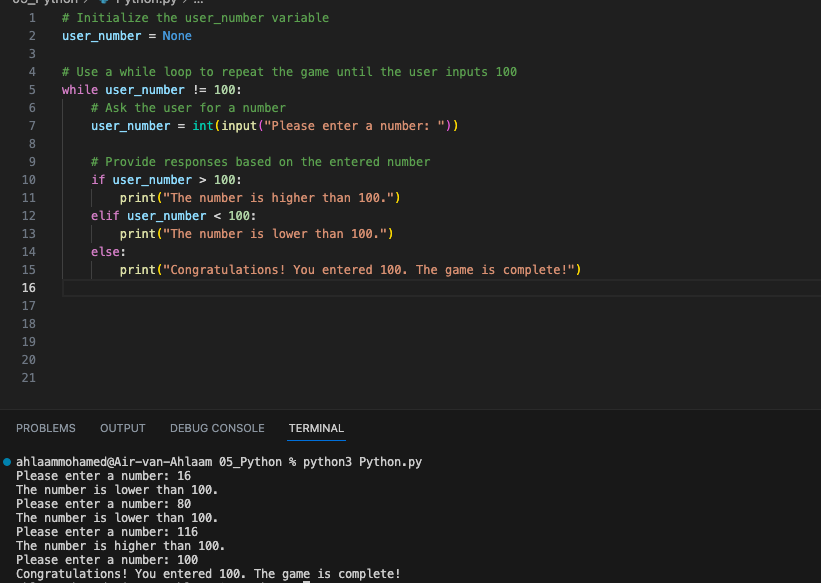 05_Python > Python.py > ...
1 # Initialize the user_number variable
2 user_number = None
3
4 # Use a while loop to repeat the game until the user inputs 100
5 while user_number != 100:
6 # Ask the user for a number
7 user_number = int(input("Please enter a number: "))
8
9 # Provide responses based on the entered number
10 if user_number > 100:
11 print("The number is higher than 100.")
12 elif user_number < 100:
13 print("The number is lower than 100.")
14 else:
15 print("Congratulations! You entered 100. The game is complete!")
16
17
18
19
20
21
PROBLEMS OUTPUT DEBUG CONSOLE TERMINAL
ahlaammohamed@Air-van-Ahlaam 05_Python % python3 Python.py
Please enter a number: 16
The number is lower than 100.
Please enter a number: 80
The number is lower than 100.
Please enter a number: 116
The number is higher than 100.
Please enter a number: 100
Congratulations! You entered 100. The game is complete!